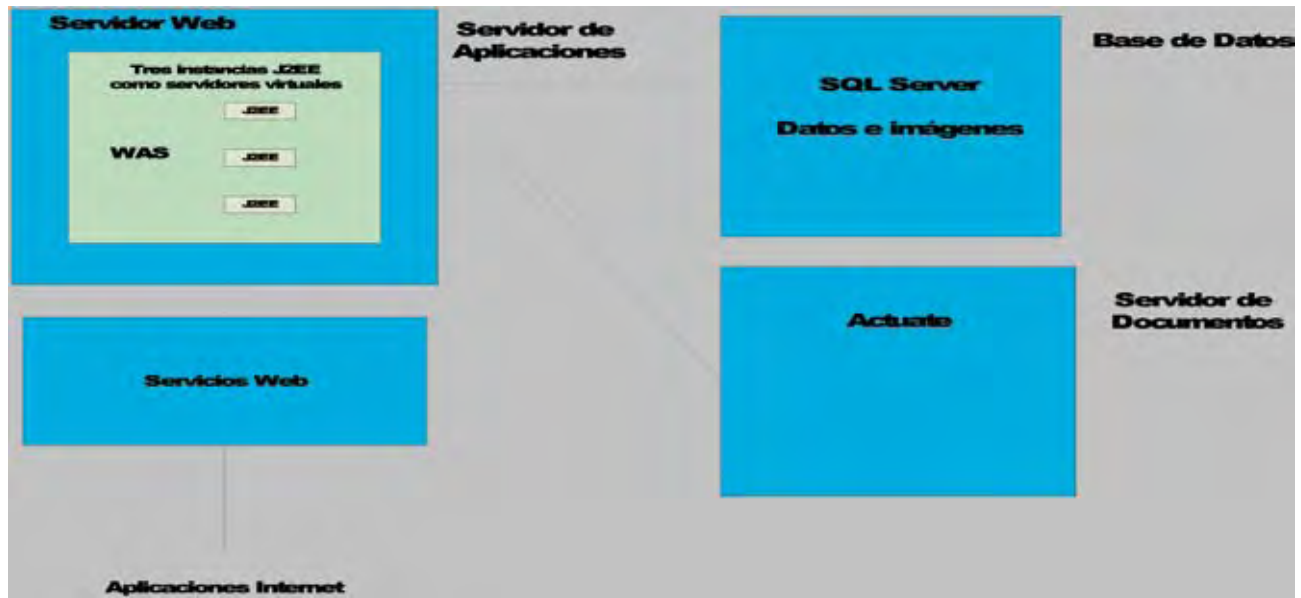 Servidor Web
Tres instancias J2EE
como servidores virtuales
J2EE
WAS
J2EE
J2EE
Servidor de
Aplicaciones
SQL Server
Datos e imágenes
Base de Datos
Servicios Web
Actuate
Servidor de
Documentos
Aplicaciones Internet